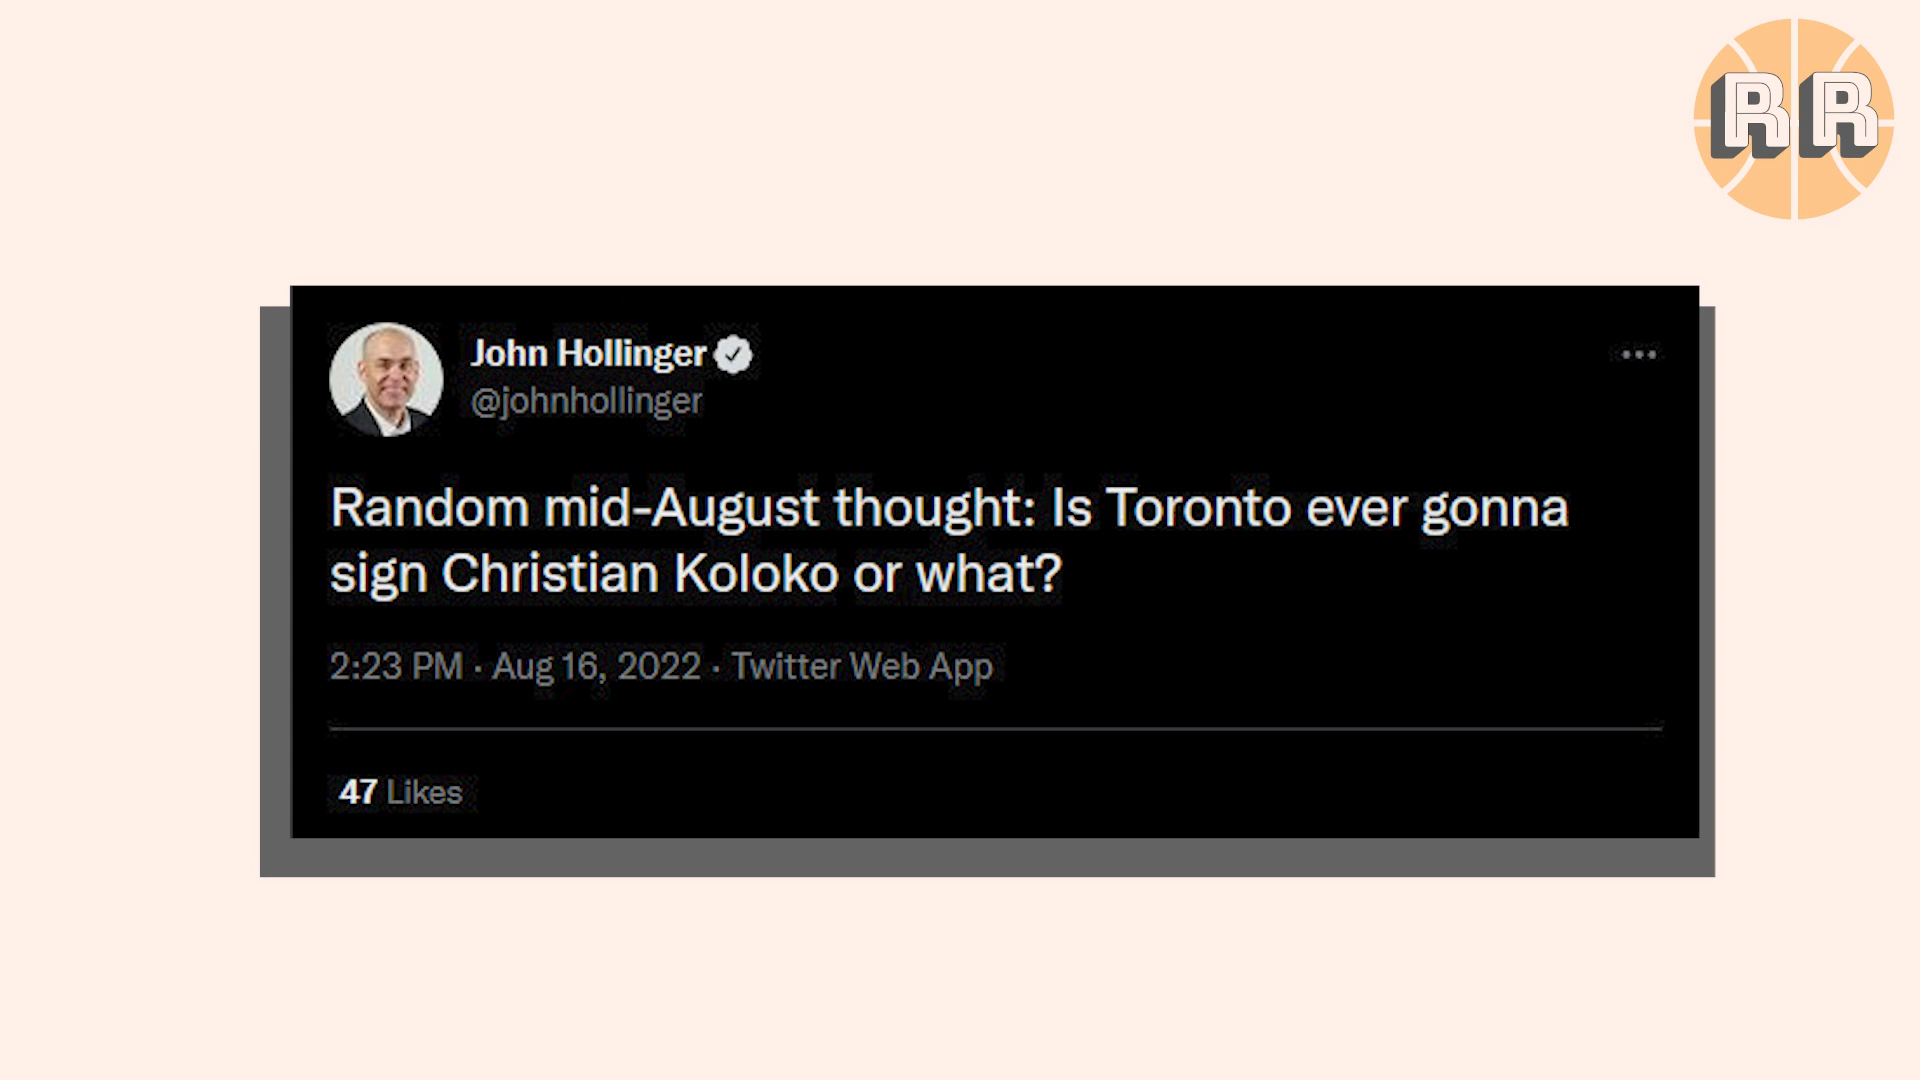 RR
John Hollinger
@johnhollinger
Random mid-August thought: Is Toronto ever gonna
sign Christian Koloko or what?
2:23 PM · Aug 16, 2022 · Twitter Web App
47 Likes